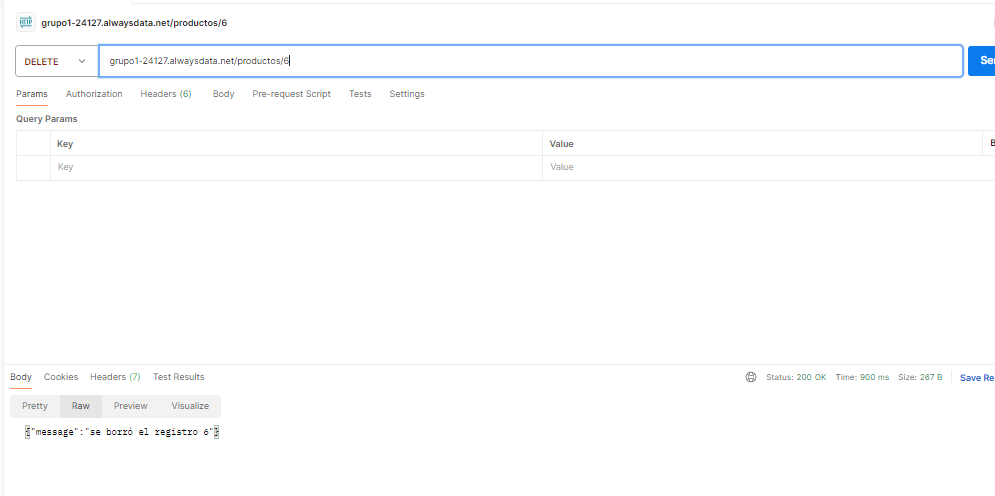 HTTP grupo1-24127.alwaysdata.net/productos/6
DELETE grupo1-24127.alwaysdata.net/productos/6 Se
Params Authorization Headers (6) Body Pre-request Script Tests Settings
Query Params
Key Value B
Key Value
Body Cookies Headers (7) Test Results Status: 200 OK Time: 900 ms Size: 267 B Save Re
Pretty Raw Preview Visualize
{"message":"se borró el registro 6"}